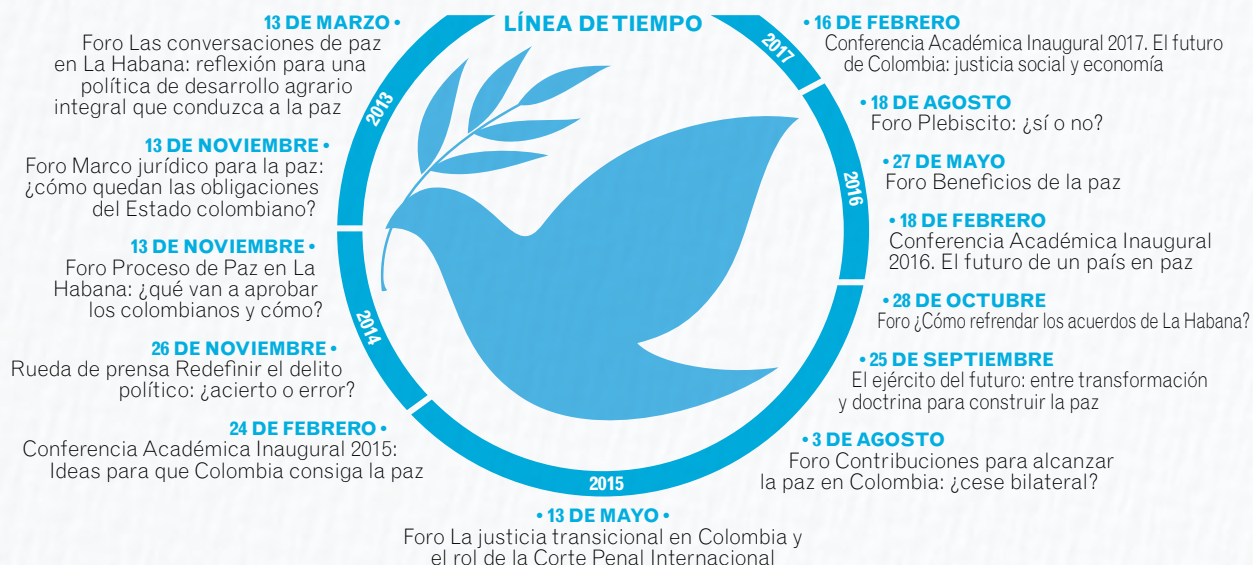 LÍNEA DE TIEMPO
2013
13 DE MARZO •
Foro Las conversaciones de paz
en La Habana: reflexión para una
política de desarrollo agrario
integral que conduzca a la paz
13 DE NOVIEMBRE •
Foro Marco jurídico para la paz:
¿cómo quedan las obligaciones
del Estado colombiano?
2014
13 DE NOVIEMBRE •
Foro Proceso de Paz en La
Habana: ¿qué van a aprobar
los colombianos y cómo?
26 DE NOVIEMBRE •
Rueda de prensa Redefinir el delito
político: ¿acierto o error?
24 DE FEBRERO •
Conferencia Académica Inaugural 2015:
Ideas para que Colombia consiga la paz
2015
• 13 DE MAYO •
Foro La justicia transicional en Colombia y
el rol de la Corte Penal Internacional
• 3 DE AGOSTO
Foro Contribuciones para alcanzar
la paz en Colombia: ¿cese bilateral?
• 25 DE SEPTIEMBRE
El ejército del futuro: entre transformación
y doctrina para construir la paz
• 28 DE OCTUBRE
Foro ¿Cómo refrendar los acuerdos de La Habana?
2016
• 18 DE FEBRERO
Conferencia Académica Inaugural
2016. El futuro de un país en paz
• 27 DE MAYO
Foro Beneficios de la paz
• 18 DE AGOSTO
Foro Plebiscito: ¿sí o no?
2017
• 16 DE FEBRERO
Conferencia Académica Inaugural 2017. El futuro
de Colombia: justicia social y economía